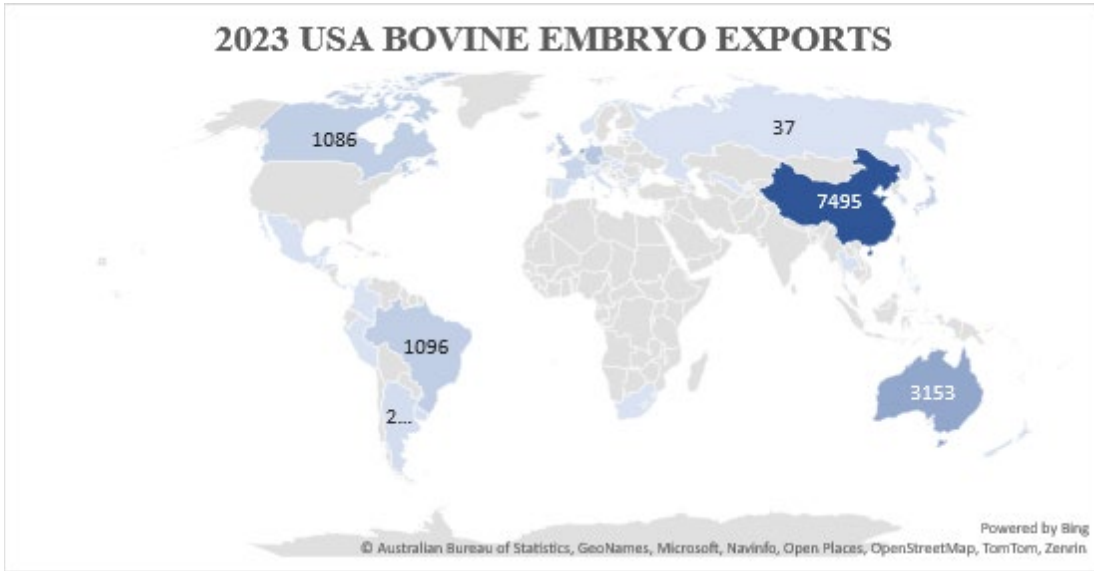 2023 USA BOVINE EMBRYO EXPORTS
37
1086
7495
1096
3153
2...
Powered by Bing
© Australian Bureau of Statistics, GeoNames, Microsoft, Navinfo, Open Places, OpenStreetMap, TomTom, Zenrin